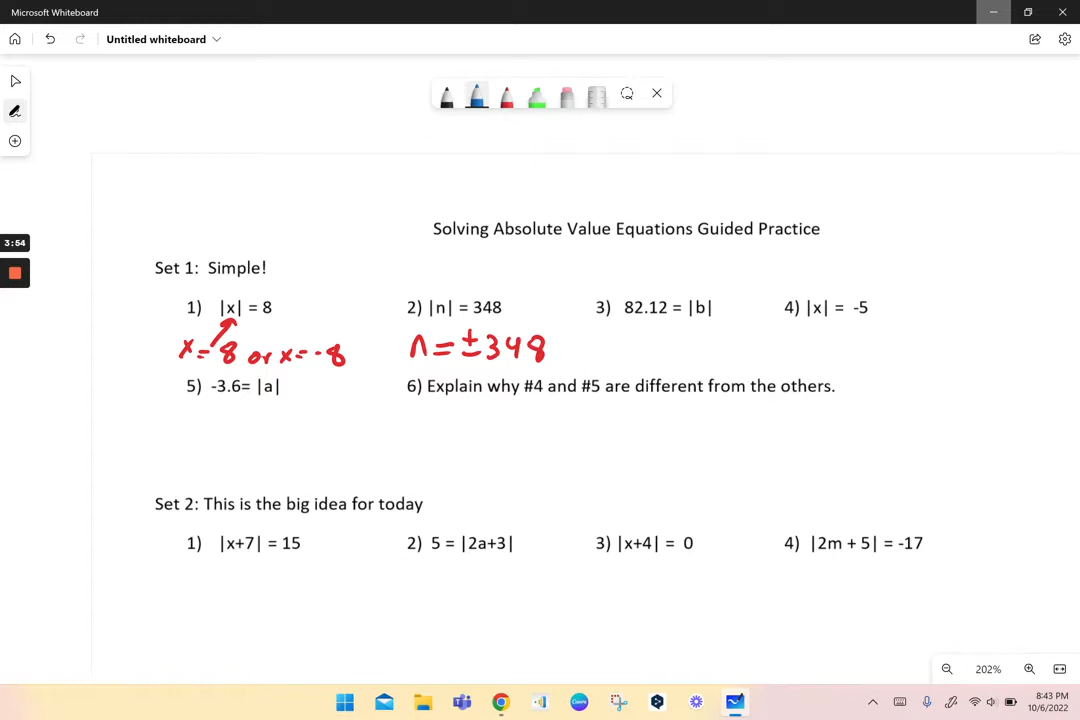 Microsoft Whiteboard
Untitled whiteboard
3:54
Solving Absolute Value Equations Guided Practice
Set 1: Simple!
1) |x| = 8 2) |n| = 348 3) 82.12 = |b| 4) |x| = -5
x = 8 or x = -8 n = ±348
5) -3.6= |a| 6) Explain why #4 and #5 are different from the others.
Set 2: This is the big idea for today
1) |x+7| = 15 2) 5 = |2a+3| 3) |x+4| = 0 4) |2m + 5| = -17
202%
8:43 PM
10/6/2022